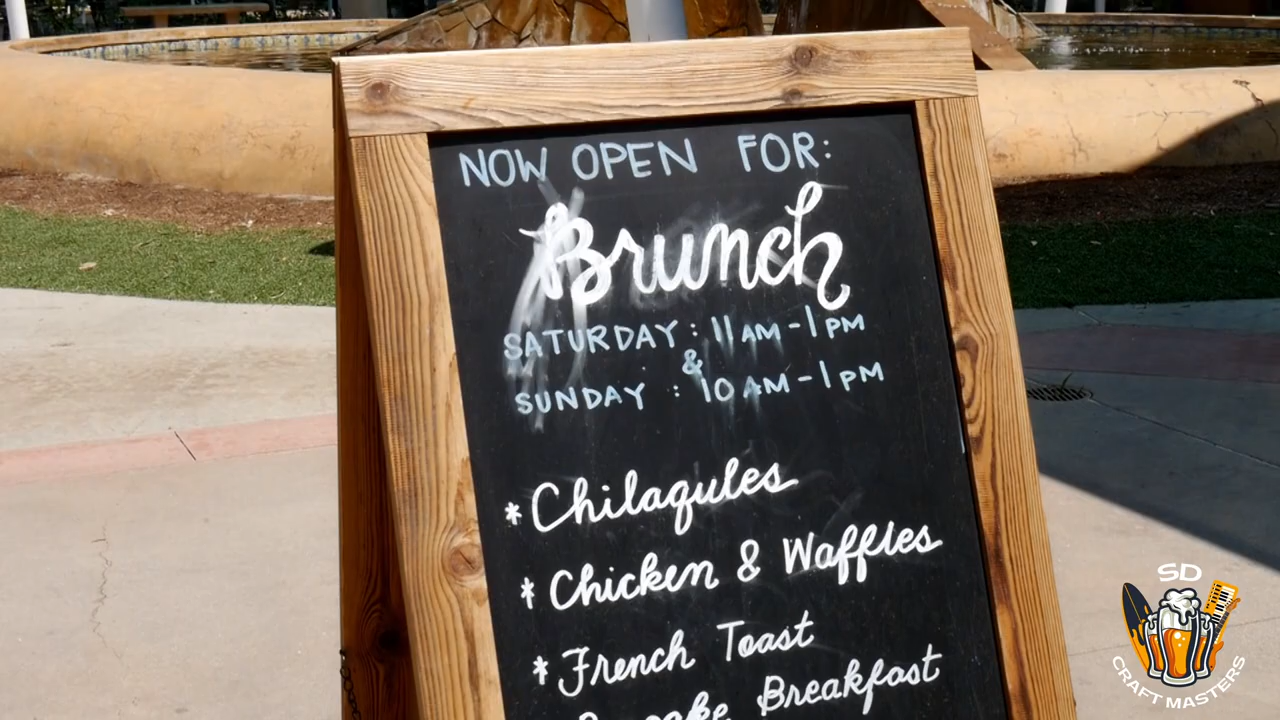 NOW OPEN FOR:
Brunch
SATURDAY: 11AM-1PM
&
SUNDAY : 10AM-1PM
* Chilaqules
* Chicken & Waffles
* French Toast
Breakfast
SD
CRAFT MASTERS